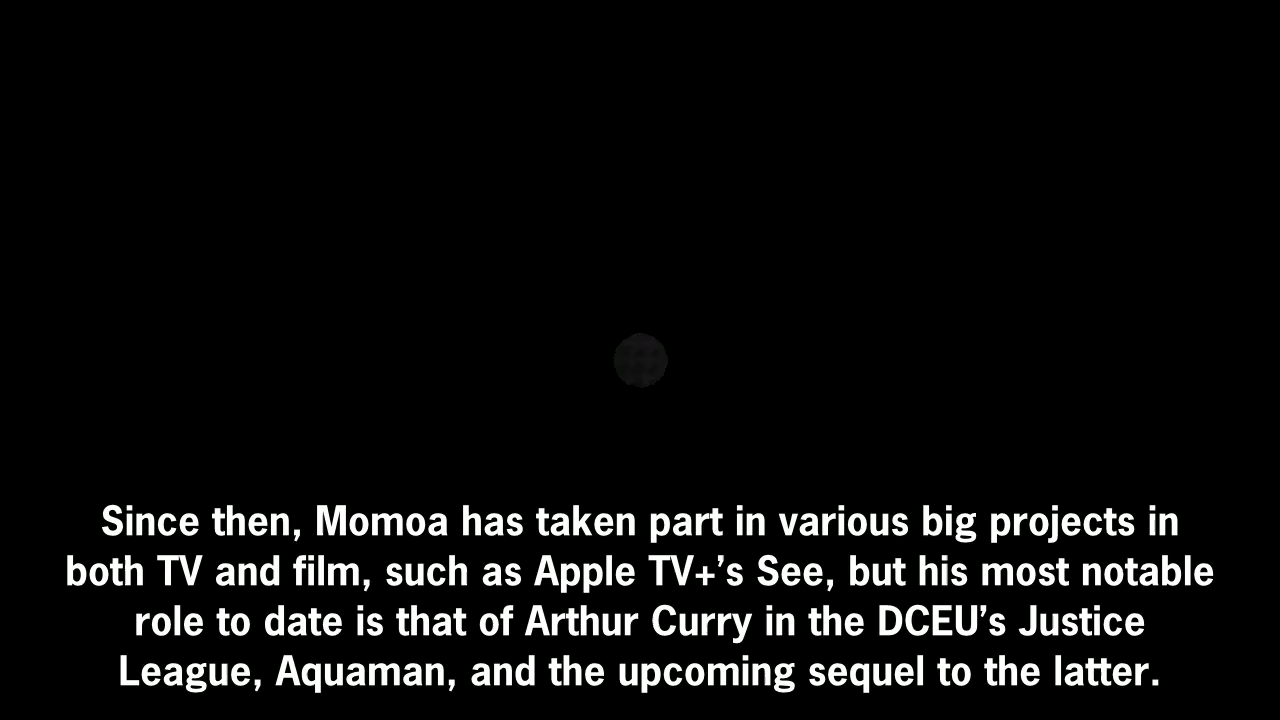 Since then, Momoa has taken part in various big projects in
both TV and film, such as Apple TV+’s See, but his most notable
role to date is that of Arthur Curry in the DCEU’s Justice
League, Aquaman, and the upcoming sequel to the latter.